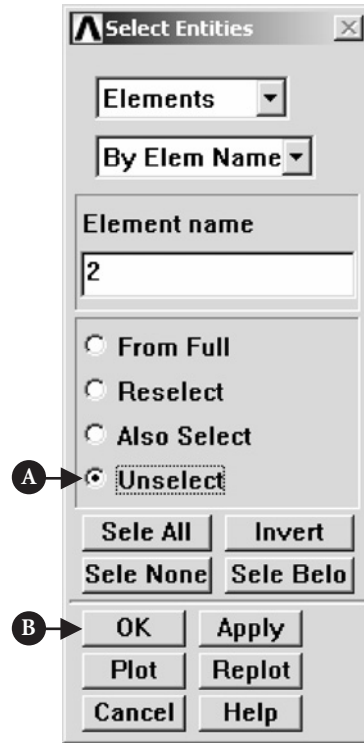 Select Entities
Elements
By Elem Name
Element name
2
From Full
Reselect
Also Select
A Unselect
Sele All Invert
Sele None Sele Belo
B OK Apply
Plot Replot
Cancel Help